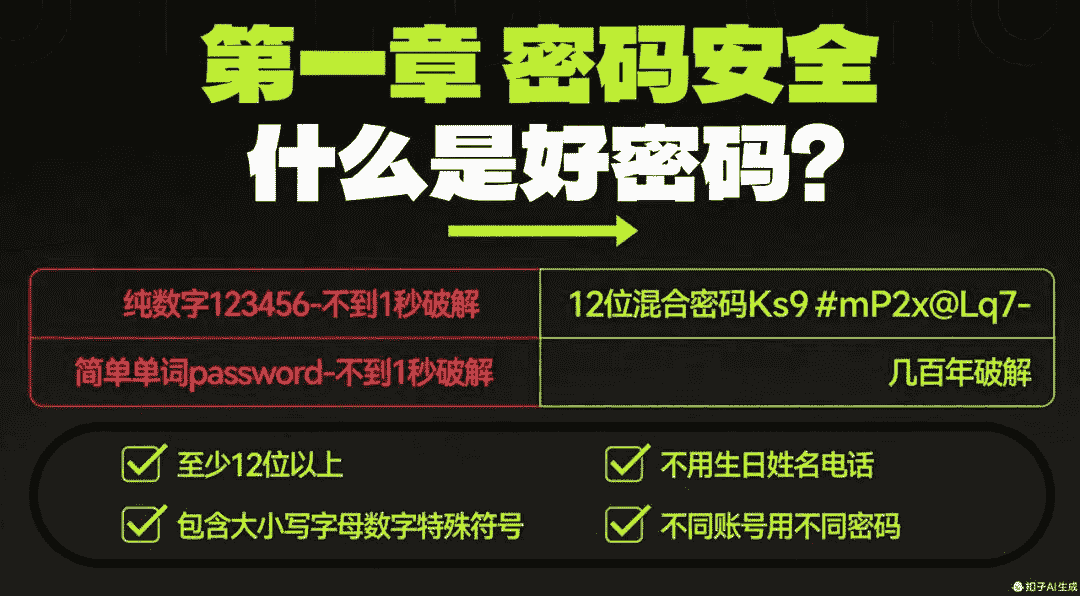 第一章 密码安全
什么是好密码?
纯数字123456-不到1秒破解
12位混合密码Ks9 #mP2x@Lq7-
简单单词password-不到1秒破解
几百年破解
至少12位以上
不用生日姓名电话
包含大小写字母数字特殊符号
不同账号用不同密码
扣子AI生成